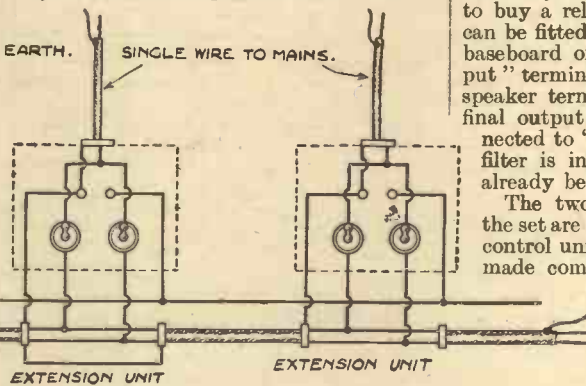 EARTH.
SINGLE WIRE TO MAINS.
EXTENSION UNIT
EXTENSION UNIT
to buy a rel
can be fitted
baseboard o
put" termin
speaker term
final output
nected to
filter is in
already be
The two
the set are
control uni
made com